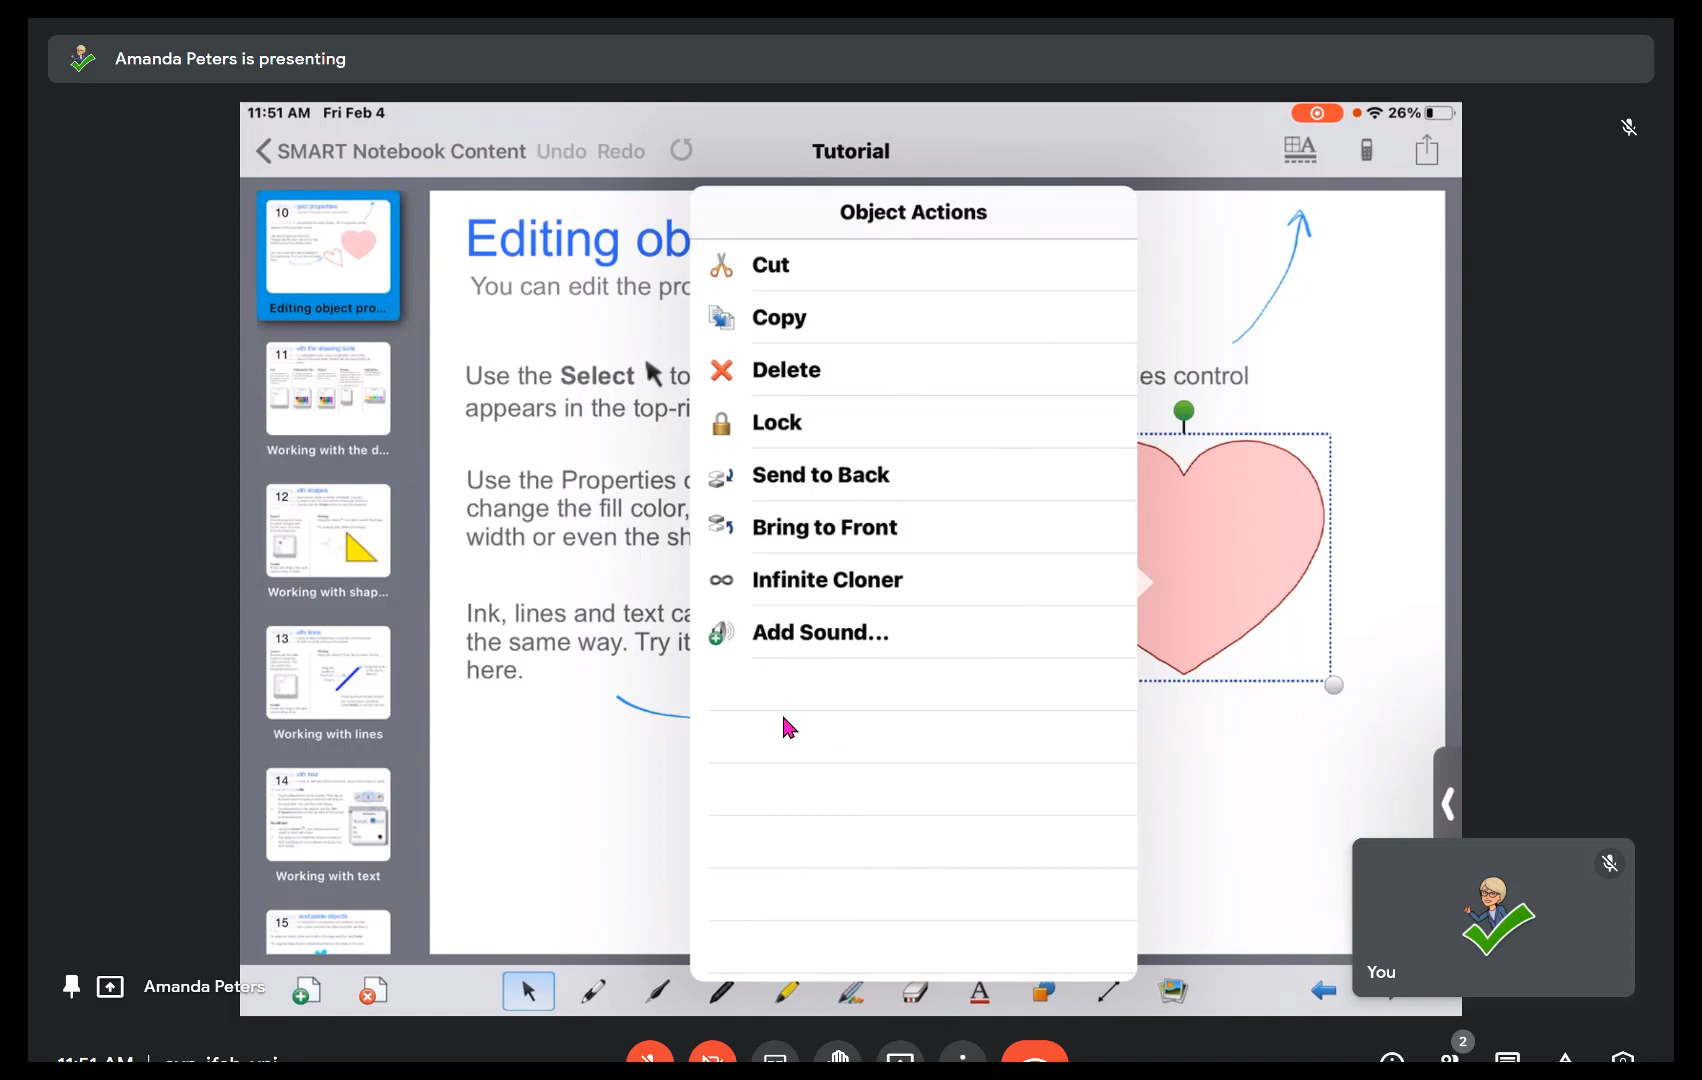 Amanda Peters is presenting
11:51 AM Fri Feb 4
26%
SMART Notebook Content Undo Redo
Tutorial
10
Editing object pro...
11
Working with the d...
12
Working with shap...
13
Working with lines
14
Working with text
15
Editing ob
You can edit the pro
Use the Select to
appears in the top-ri
es control
Use the Properties c
change the fill color,
width or even the sh
Ink, lines and text ca
the same way. Try it
here.
Object Actions
Cut
Copy
Delete
Lock
Send to Back
Bring to Front
Infinite Cloner
Add Sound...
You
Amanda Peters
11:51 AM
2